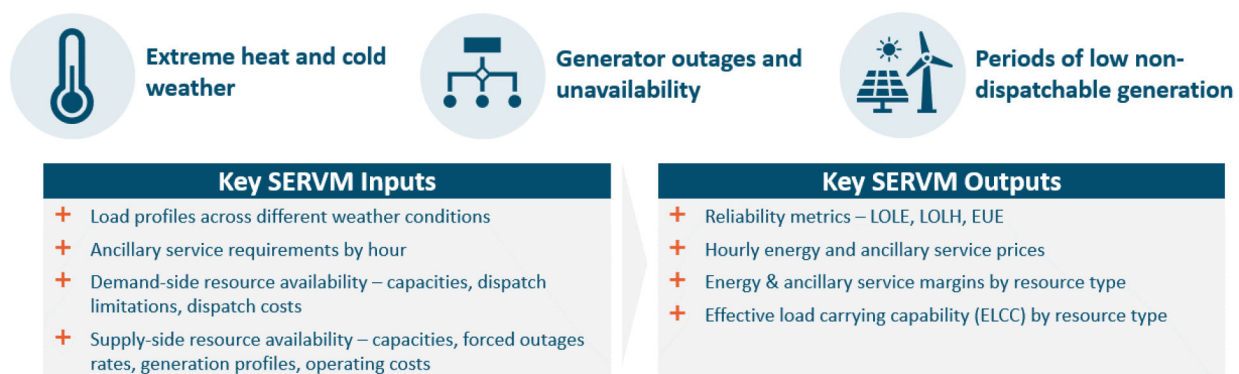 Extreme heat and cold
weather
Generator outages and
unavailability
Periods of low non-
dispatchable generation
Key SERVM Inputs
+ Load profiles across different weather conditions
+ Ancillary service requirements by hour
+ Demand-side resource availability – capacities, dispatch
limitations, dispatch costs
+ Supply-side resource availability – capacities, forced outages
rates, generation profiles, operating costs
Key SERVM Outputs
+ Reliability metrics – LOLE, LOLH, EUE
+ Hourly energy and ancillary service prices
+ Energy & ancillary service margins by resource type
+ Effective load carrying capability (ELCC) by resource type